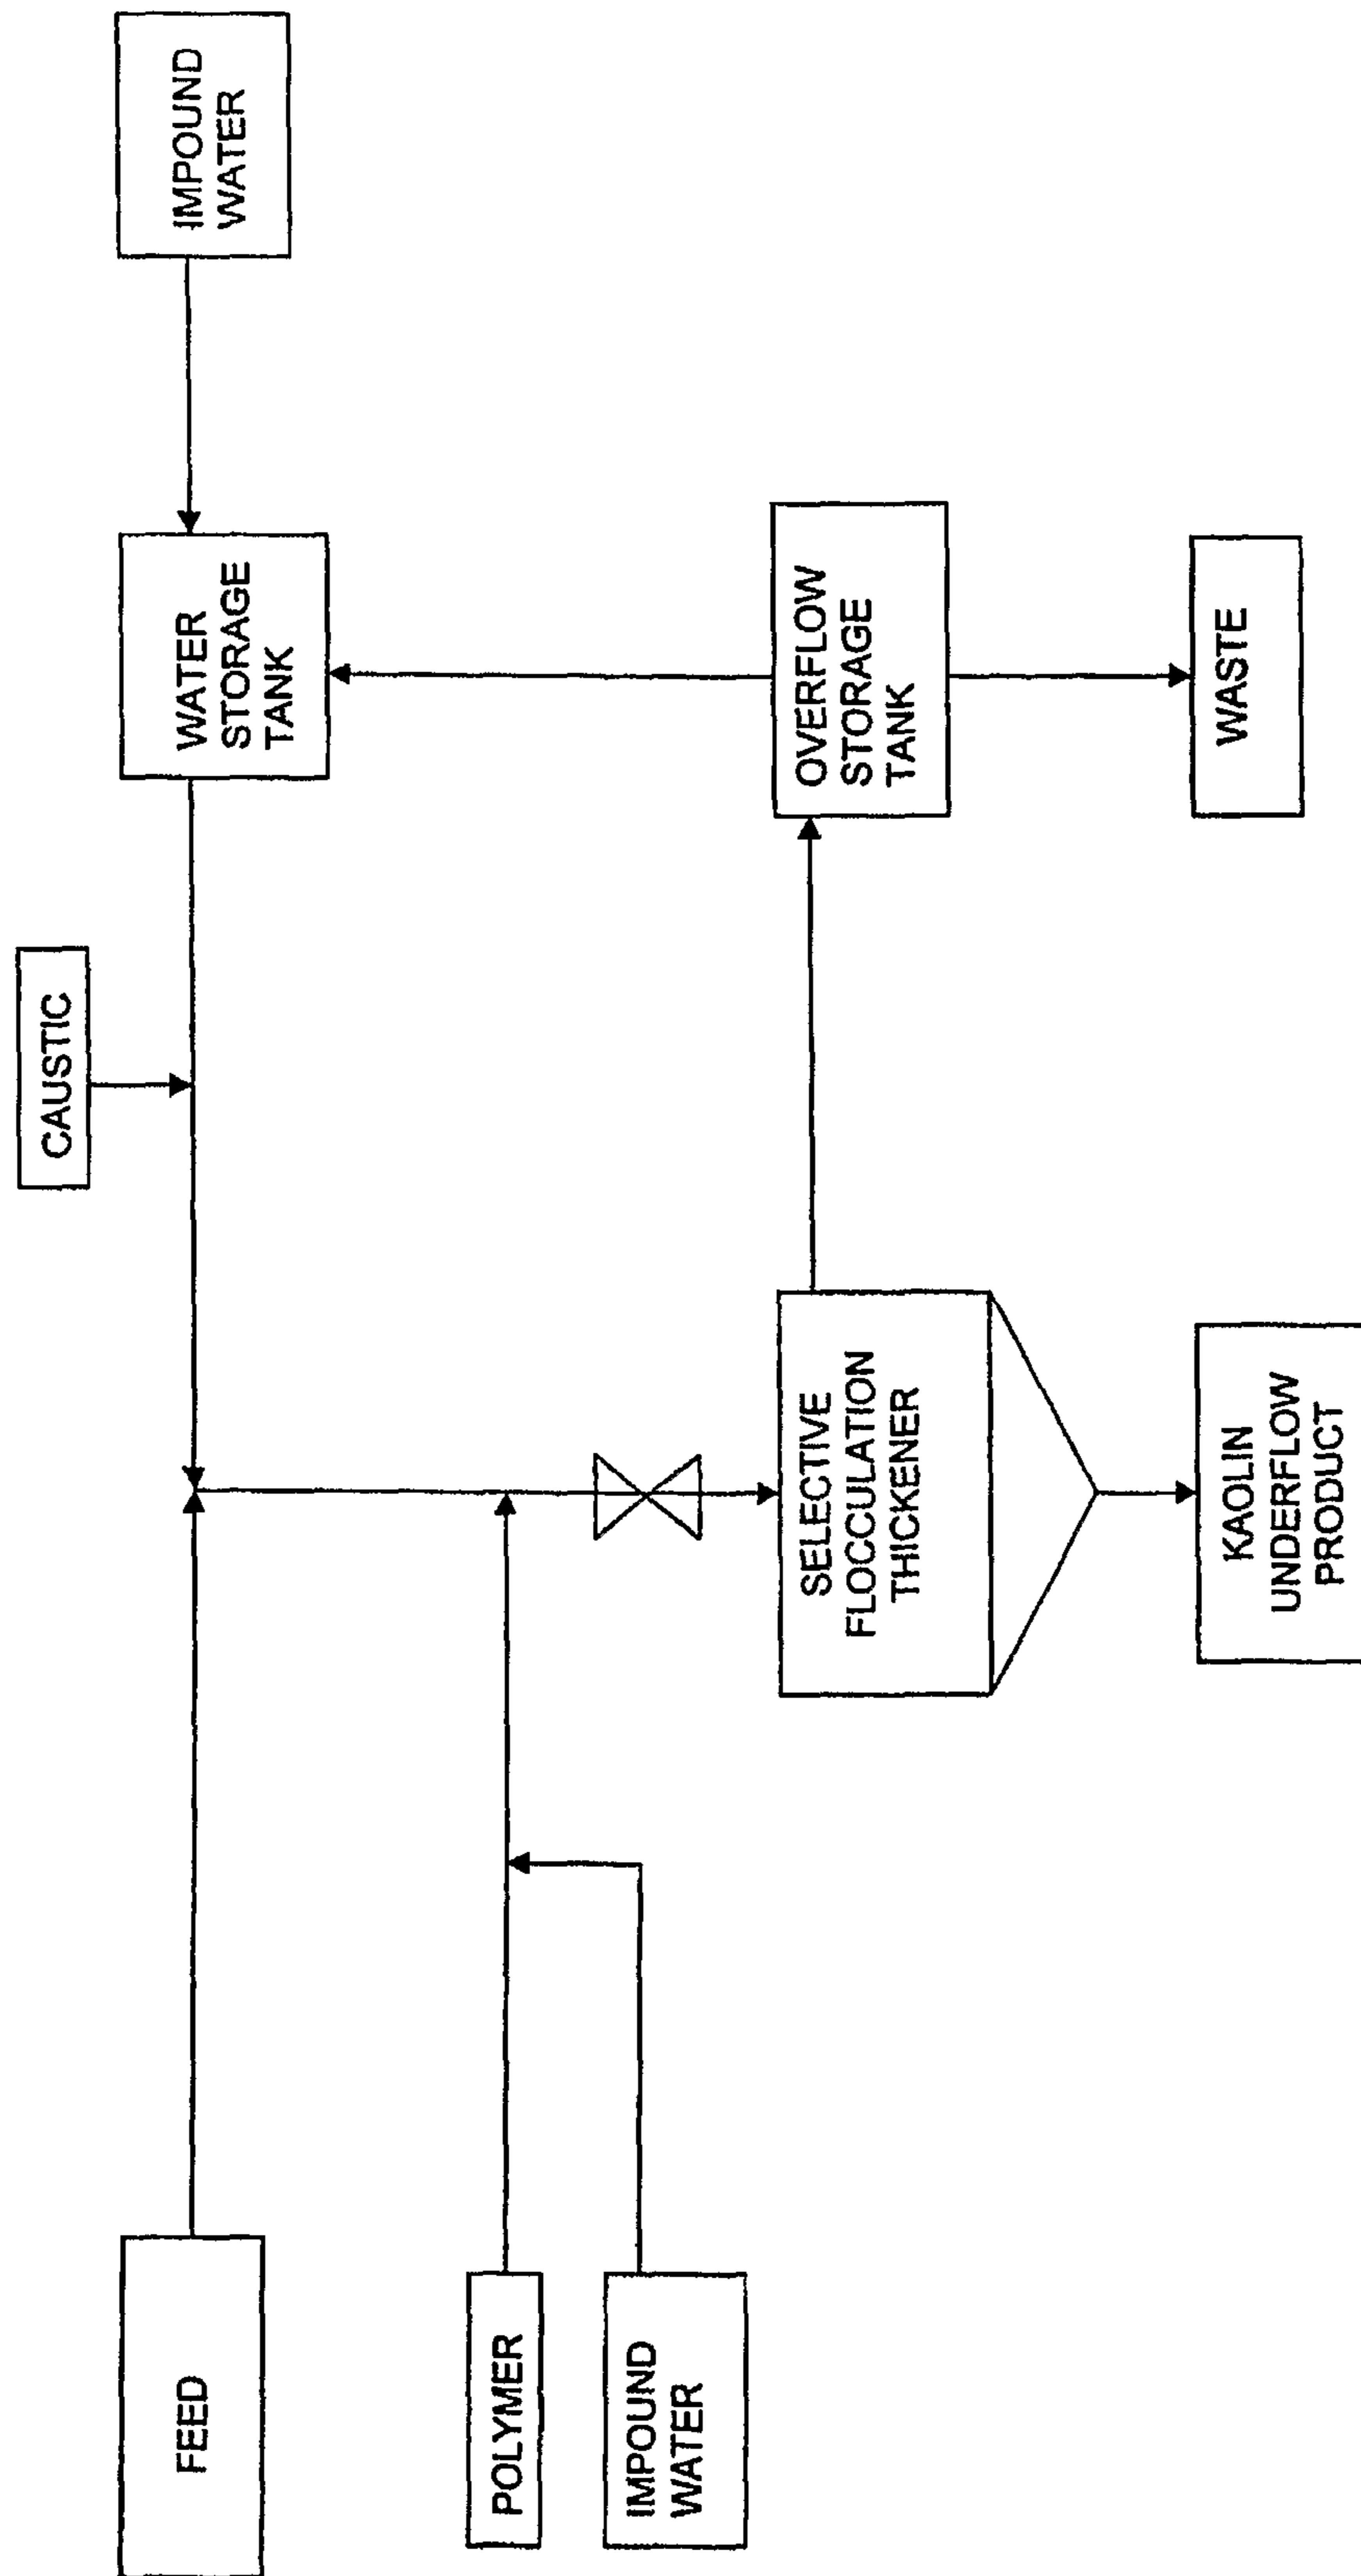 FEED
POLYMER
IMPOUND
WATER
CAUSTIC
WATER
STORAGE
TANK
IMPOUND
WATER
SELECTIVE
FLOCCULATION
THICKENER
OVERFLOW
STORAGE
TANK
KAOLIN
UNDERFLOW
PRODUCT
WASTE